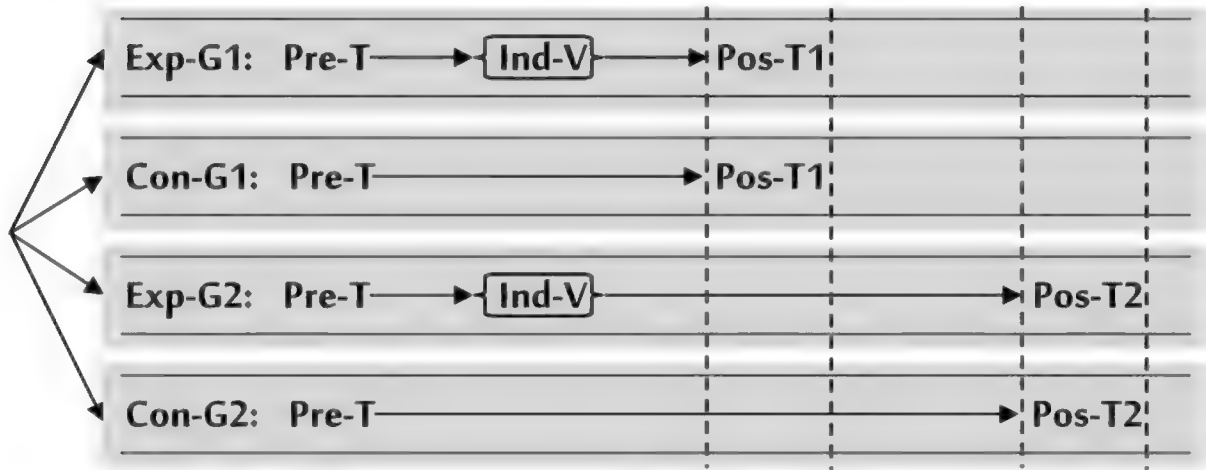 Exp-G1: Pre-T Ind-V Pos-T1
Con-G1: Pre-T Pos-T1
Exp-G2: Pre-T Ind-V Pos-T2
Con-G2: Pre-T Pos-T2